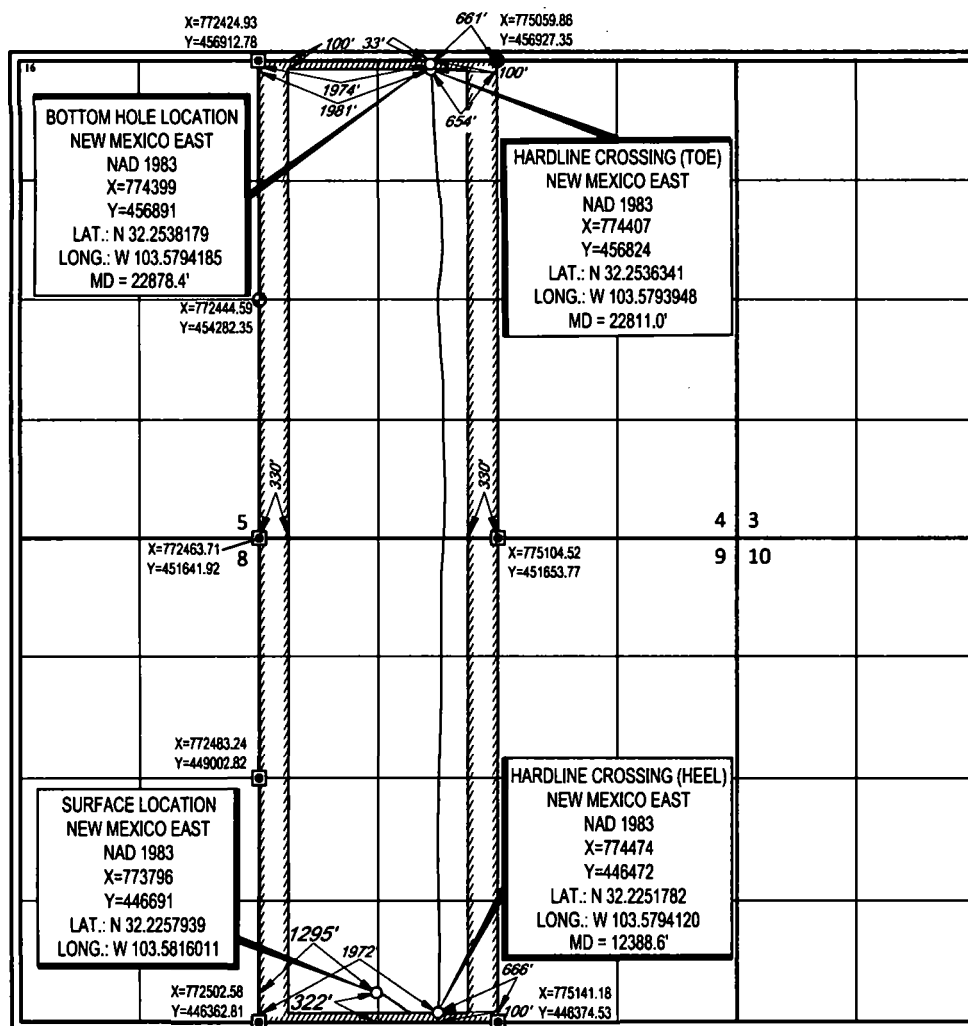 X=772424.93
Y=456912.78
661'
X=775059.86
Y=456927.35
100'
33'
100'
16
1974'
1981'
654'
BOTTOM HOLE LOCATION
NEW MEXICO EAST
NAD 1983
X=774399
Y=456891
LAT.: N 32.2538179
LONG.: W 103.5794185
MD = 22878.4'
HARDLINE CROSSING (TOE)
NEW MEXICO EAST
NAD 1983
X=774407
Y=456824
LAT.: N 32.2536341
LONG.: W 103.5793948
MD = 22811.0'
X=772444.59
Y=454282.35
330'
330'
5
8
4
3
9
10
X=772463.71
Y=451641.92
X=775104.52
Y=451653.77
X=772483.24
Y=449002.82
SURFACE LOCATION
NEW MEXICO EAST
NAD 1983
X=773796
Y=446691
LAT.: N 32.2257939
LONG.: W 103.5816011
HARDLINE CROSSING (HEEL)
NEW MEXICO EAST
NAD 1983
X=774474
Y=446472
LAT.: N 32.2251782
LONG.: W 103.5794120
MD = 12388.6'
1295'
1972'
666'
X=772502.58
Y=446362.81
322'
100'
X=775141.18
Y=446374.53